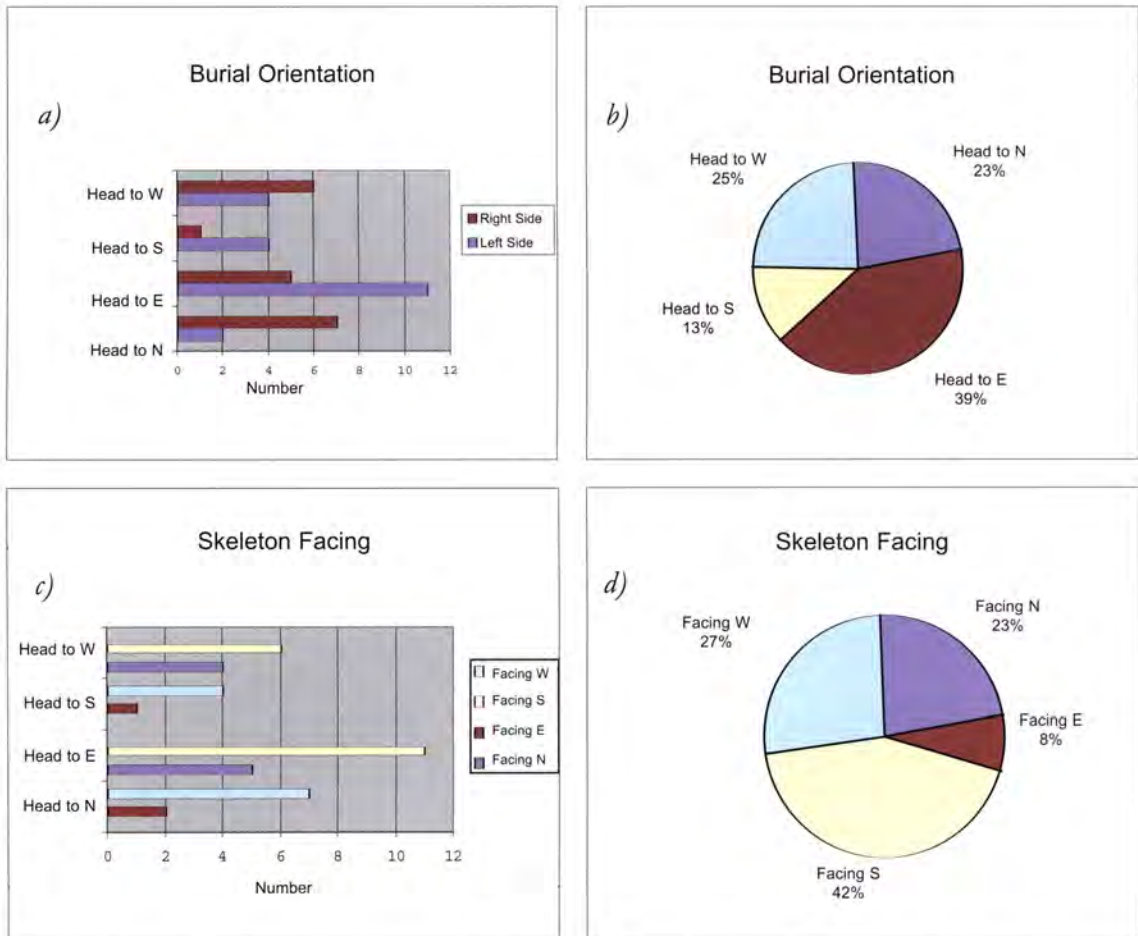 Burial Orientation
a)
Head to W
Head to S
Head to E
Head to N
0 2 4 6 8 10 12
Number
Right Side
Left Side
Burial Orientation
b)
Head to W
25%
Head to N
23%
Head to S
13%
Head to E
39%
Skeleton Facing
c)
Head to W
Head to S
Head to E
Head to N
0 2 4 6 8 10 12
Number
Facing W
Facing S
Facing E
Facing N
Skeleton Facing
d)
Facing W
27%
Facing N
23%
Facing E
8%
Facing S
42%